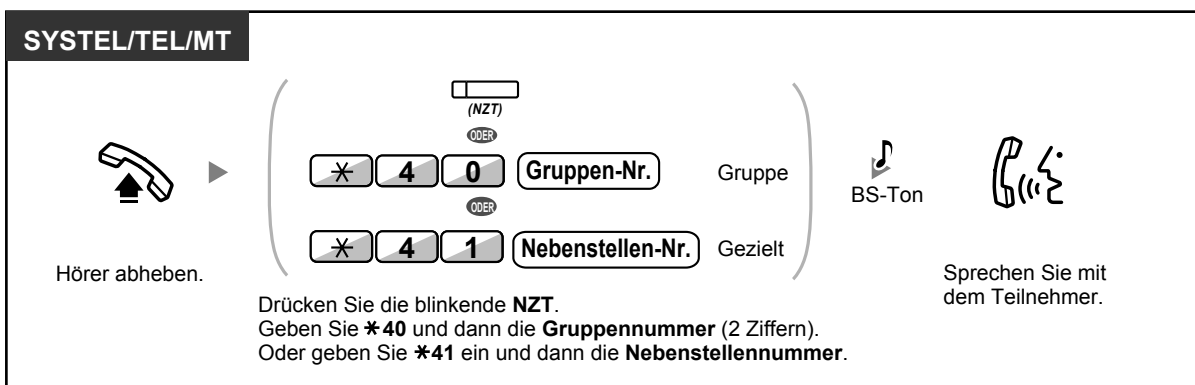 SYSTEL/TEL/MT
(NZT)
ODER
* 4 0 Gruppen-Nr. Gruppe
ODER
* 4 1 Nebenstellen-Nr. Gezielt
BS-Ton
Hörer abheben.
Sprechen Sie mit
dem Teilnehmer.
Drücken Sie die blinkende NZT.
Geben Sie *40 und dann die Gruppennummer (2 Ziffern).
Oder geben Sie *41 ein und dann die Nebenstellennummer.